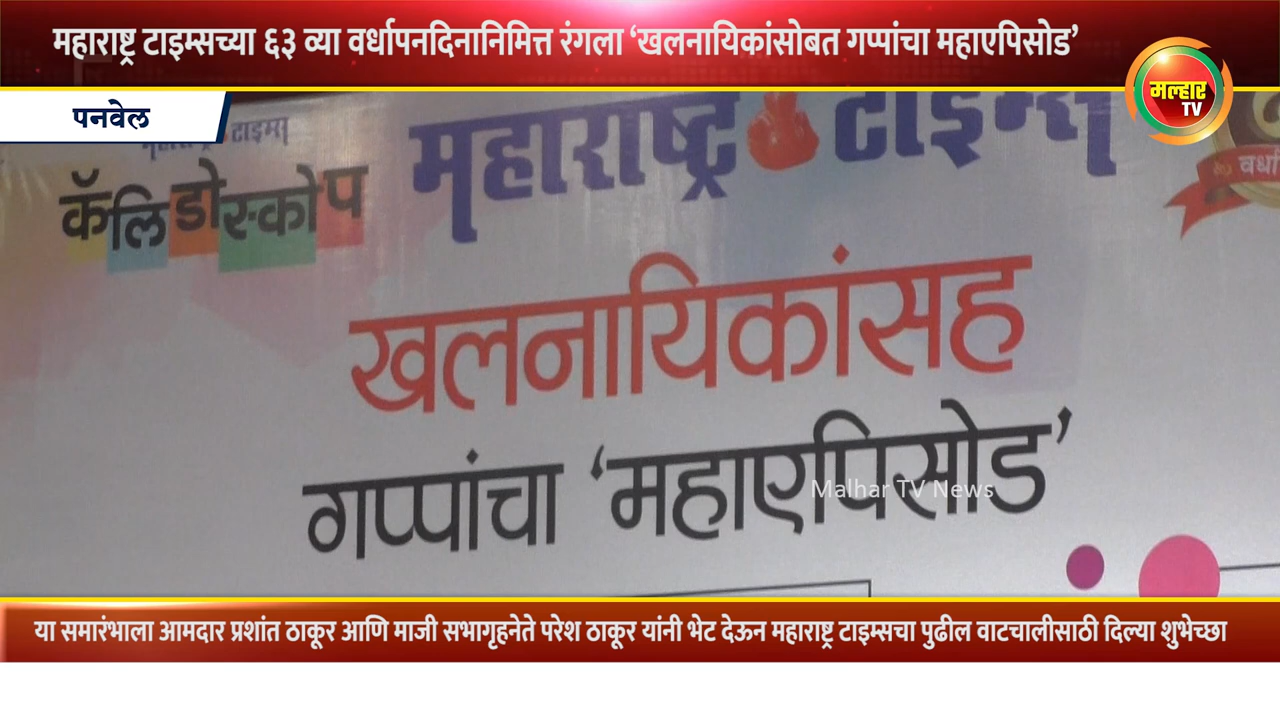 महाराष्ट्र टाइम्सच्या ६३ व्या वर्धापनदिनानिमित्त रंगला ‘खलनायिकांसोबत गप्पांचा महाएपिसोड’
मल्हार
TV
पनवेल
टाइम्स
महाराष्ट्र टाइम्स
कॅलिडोस्कोप
खलनायिकांसह
गप्पांचा ‘महाएपिसोड’
Malhar TV News
या समारंभाला आमदार प्रशांत ठाकूर आणि माजी सभागृहनेते परेश ठाकूर यांनी भेट देऊन महाराष्ट्र टाइम्सचा पुढील वाटचालीसाठी दिल्या शुभेच्छा